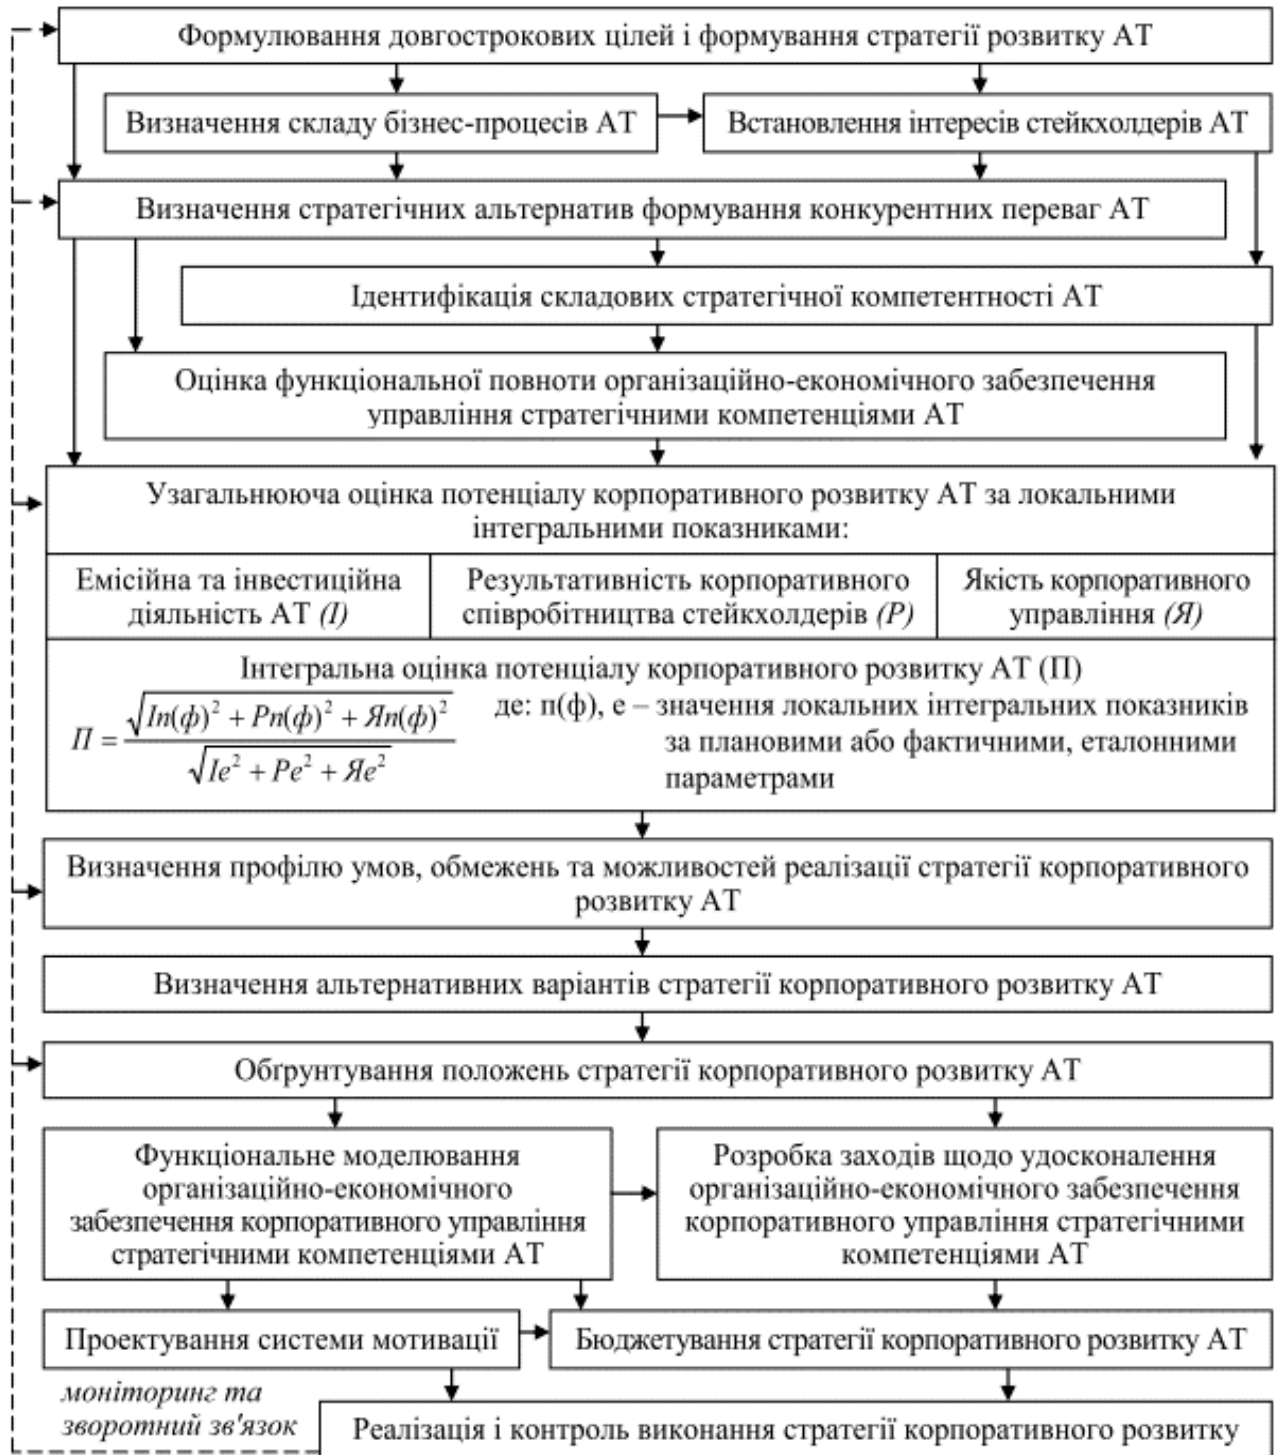 Формулювання довгострокових цілей і формування стратегії розвитку АТ
Визначення складу бізнес-процесів АТ
Встановлення інтересів стейкхолдерів АТ
Визначення стратегічних альтернатив формування конкурентних переваг АТ
Ідентифікація складових стратегічної компетентності АТ
Оцінка функціональної повноти організаційно-економічного забезпечення
управління стратегічними компетенціями АТ
Узагальнююча оцінка потенціалу корпоративного розвитку АТ за локальними
інтегральними показниками:
Емісійна та інвестиційна
діяльність АТ (І)
Результативність корпоративного
співробітництва стейкхолдерів (Р)
Якість корпоративного
управління (Я)
Інтегральна оцінка потенціалу корпоративного розвитку АТ (П)
П = √(Іп(ф)² + Рп(ф)² + Яп(ф)²) / √(Іе² + Ре² + Яе²)
де: п(ф), е – значення локальних інтегральних показників
за плановими або фактичними, еталонними
параметрами
Визначення профілю умов, обмежень та можливостей реалізації стратегії корпоративного
розвитку АТ
Визначення альтернативних варіантів стратегії корпоративного розвитку АТ
Обґрунтування положень стратегії корпоративного розвитку АТ
Функціональне моделювання
організаційно-економічного
забезпечення корпоративного управління
стратегічними компетенціями АТ
Розробка заходів щодо удосконалення
організаційно-економічного забезпечення
корпоративного управління стратегічними
компетенціями АТ
Проектування системи мотивації
Бюджетування стратегії корпоративного розвитку АТ
моніторинг та
зворотний зв'язок
Реалізація і контроль виконання стратегії корпоративного розвитку